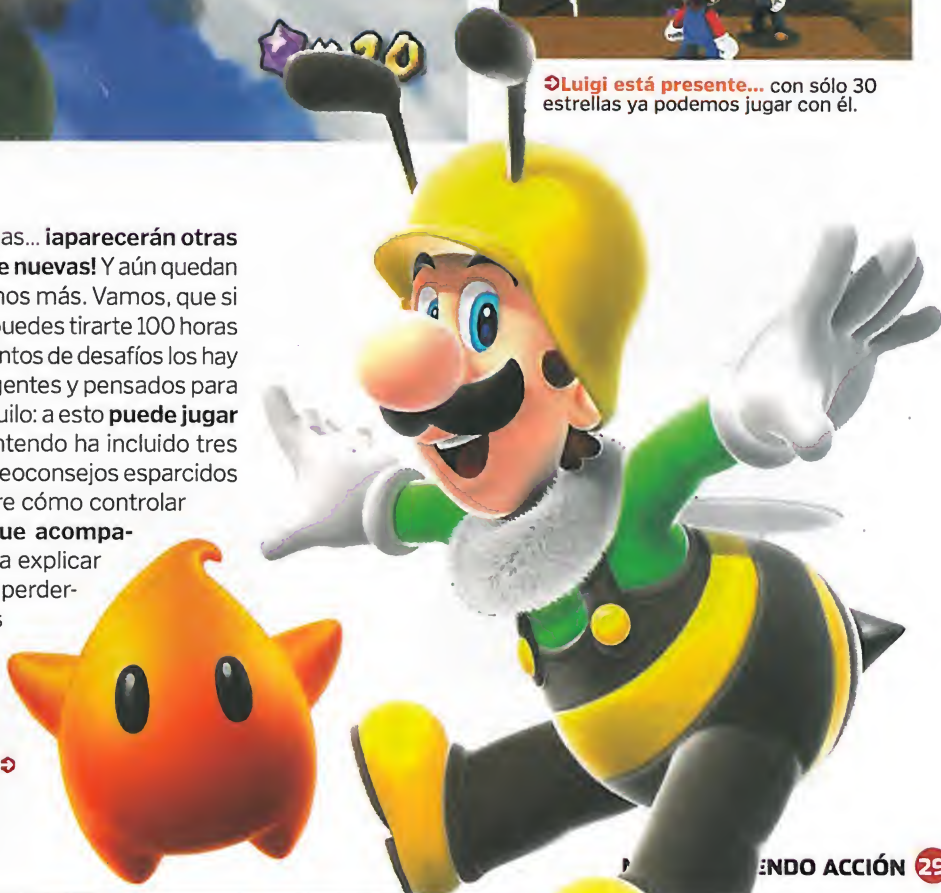 20
➲Luigi está presente... con sólo 30
estrellas ya podemos jugar con él.
as... ¡aparecerán otras
e nuevas! Y aún quedan
nos más. Vamos, que si
puedes tirarte 100 horas
ntos de desafíos los hay
gentes y pensados para
uilo: a esto puede jugar
ntendo ha incluido tres
eoconsejos esparcidos
re cómo controlar
ue acompa-
a explicar
perder-
s
ENDO ACCIÓN 29